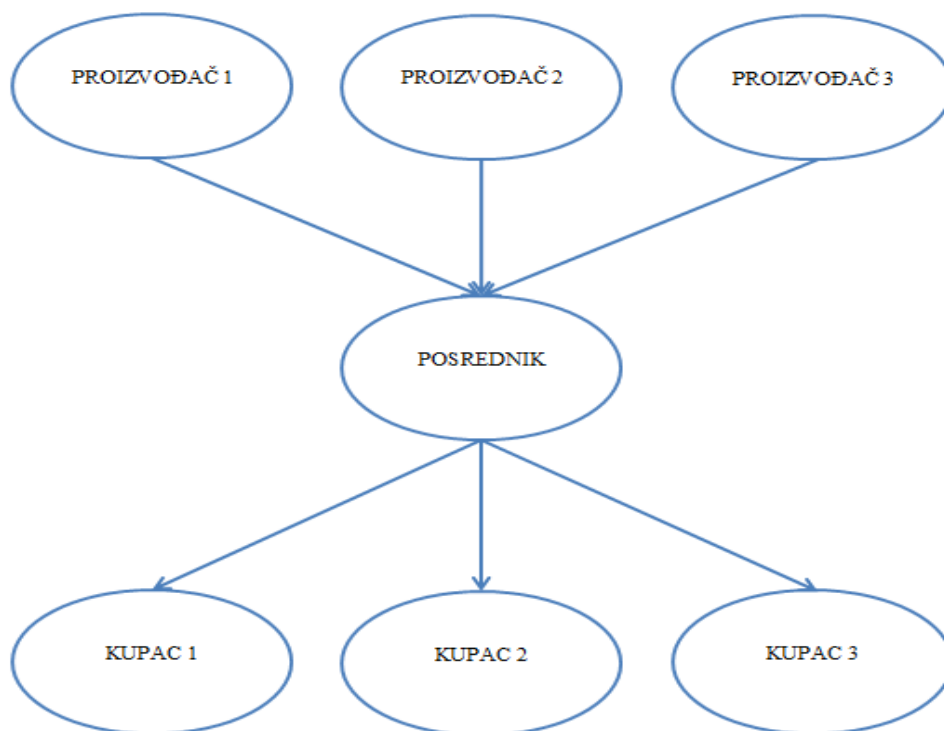 PROIZVOĐAČ 1
PROIZVOĐAČ 2
PROIZVOĐAČ 3
POSREDNIK
KUPAC 1
KUPAC 2
KUPAC 3